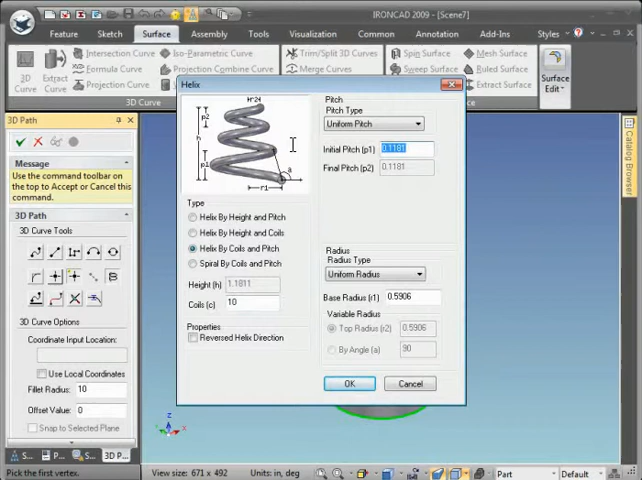 IRONCAD 2009 - [Scene7]
Feature
Sketch
Surface
Assembly
Tools
Visualization
Common
Add-Ins
Styles
3D Curve
Extract Curve
Intersection Curve
Formula Curve
Projection Curve
Iso-Parametric Curve
Projection Combine Curve
Trim/Split 3D Curves
Merge Curves
Spin Surface
Sweep Surface
Mesh Surface
Surface Edit
3D Curve
3D Path
Message
Use the command toolbar on the top to Accept or Cancel this command.
3D Path
3D Curve Tools
3D Curve Options
Coordinate Input Location:
Use Local Coordinates
Fillet Radius: 10
Offset Value: 0
Snap to Selected Plane
Helix
p2
h
p1
r1
a
Type
Helix By Height and Pitch
Helix By Height and Coils
Helix By Coils and Pitch
Spiral By Coils and Pitch
Height (h) 1.1811
Coils (c) 10
Properties
Reversed Helix Direction
Pitch
Pitch Type
Uniform Pitch
Initial Pitch (p1) 0.1181
Final Pitch (p2) 0.1181
Radius
Radius Type
Uniform Radius
Base Radius (r1) 0.5906
Variable Radius
Top Radius (r2) 0.5906
By Angle (a) 90
OK
Cancel
Catalog Browser
Z
X
S...
P...
S...
3D P...
Pick the first vertex.
View size: 671 x 492
Units: in, deg
Part
Default